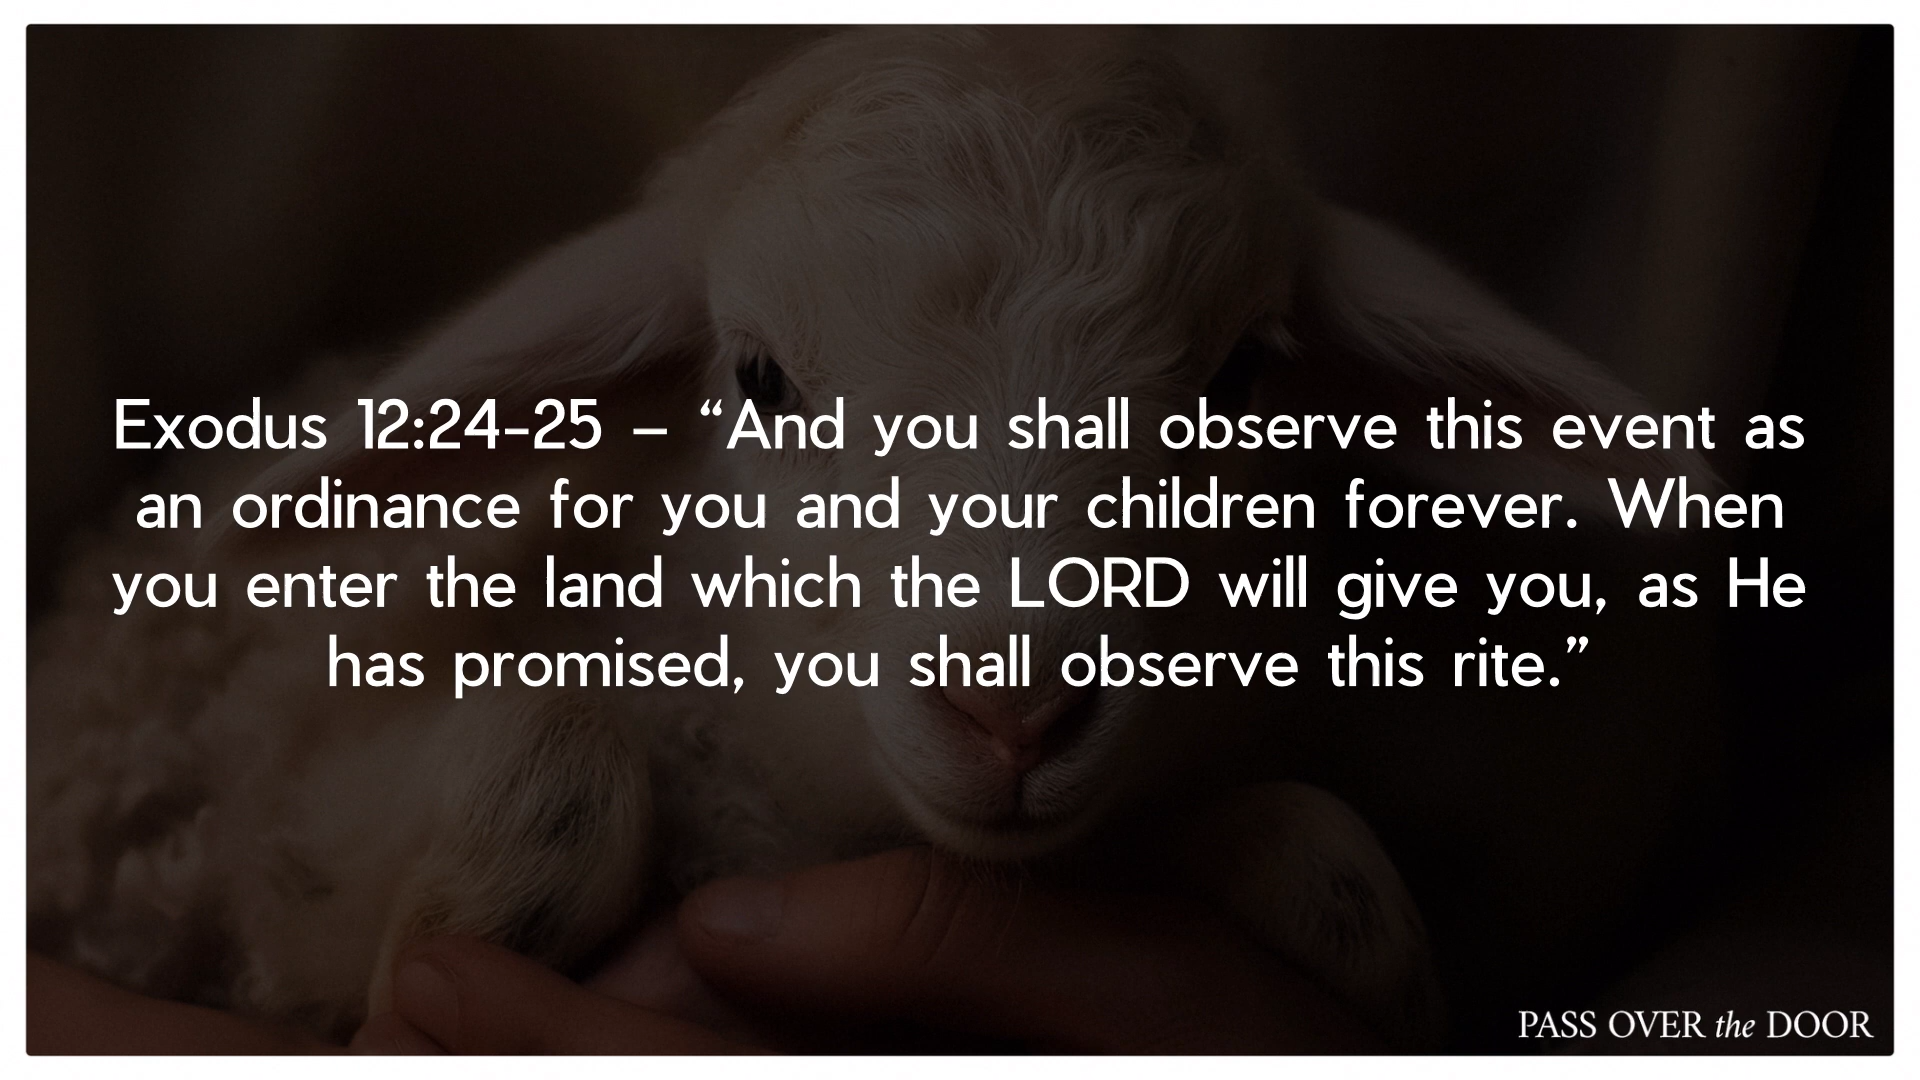 Exodus 12:24-25 – “And you shall observe this event as
an ordinance for you and your children forever. When
you enter the land which the LORD will give you, as He
has promised, you shall observe this rite.”
PASS OVER the DOOR